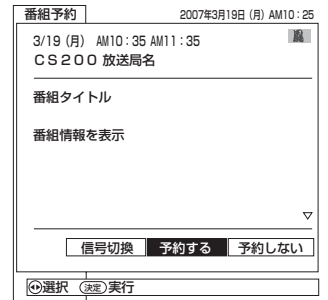 番組予約 2007年3月19日 (月) AM10：25
3/19 (月) AM10：35 AM11：35
ＣＳ２００ 放送局名
番組タイトル
番組情報を表示
信号切換 予約する 予約しない
選択 決定 実行